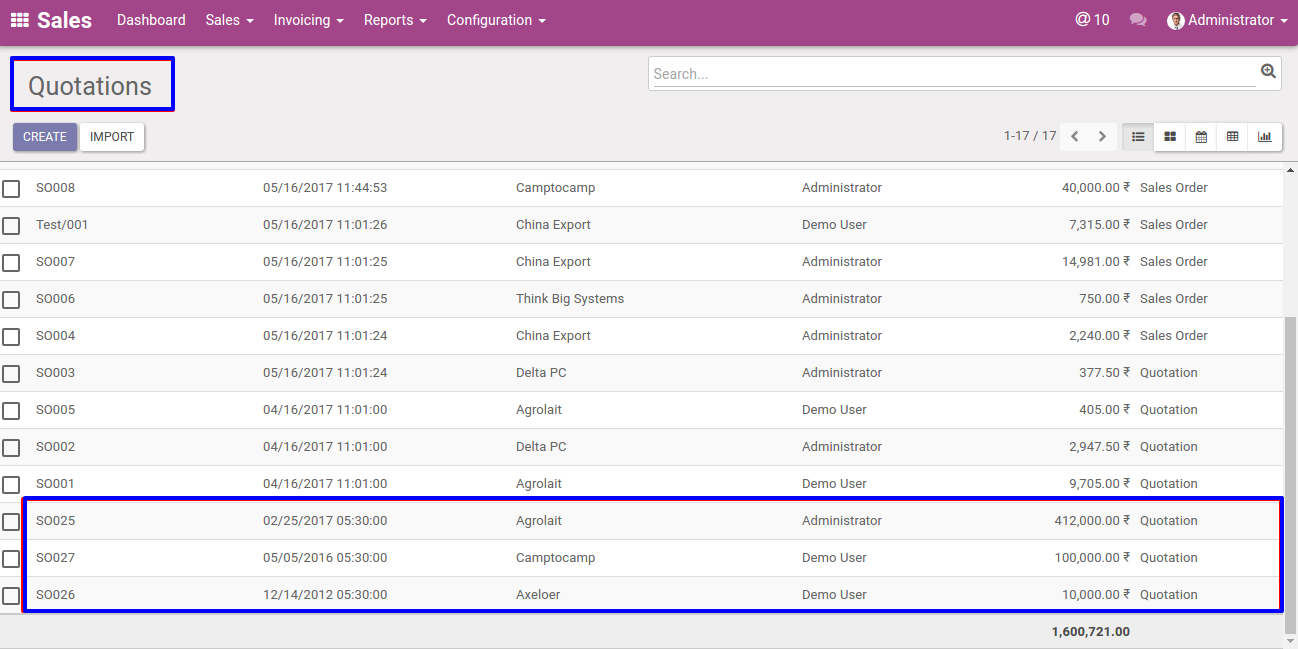 Sales Dashboard Sales Invoicing Reports Configuration @ 10 Administrator
Quotations Search...
CREATE IMPORT 1-17 / 17
SO008 05/16/2017 11:44:53 Camptocamp Administrator 40,000.00 ₹ Sales Order
Test/001 05/16/2017 11:01:26 China Export Demo User 7,315.00 ₹ Sales Order
SO007 05/16/2017 11:01:25 China Export Administrator 14,981.00 ₹ Sales Order
SO006 05/16/2017 11:01:25 Think Big Systems Administrator 750.00 ₹ Sales Order
SO004 05/16/2017 11:01:24 China Export Administrator 2,240.00 ₹ Sales Order
SO003 05/16/2017 11:01:24 Delta PC Administrator 377.50 ₹ Quotation
SO005 04/16/2017 11:01:00 Agrolait Demo User 405.00 ₹ Quotation
SO002 04/16/2017 11:01:00 Delta PC Administrator 2,947.50 ₹ Quotation
SO001 04/16/2017 11:01:00 Agrolait Demo User 9,705.00 ₹ Quotation
SO025 02/25/2017 05:30:00 Agrolait Administrator 412,000.00 ₹ Quotation
SO027 05/05/2016 05:30:00 Camptocamp Demo User 100,000.00 ₹ Quotation
SO026 12/14/2012 05:30:00 Axeloer Demo User 10,000.00 ₹ Quotation
1,600,721.00